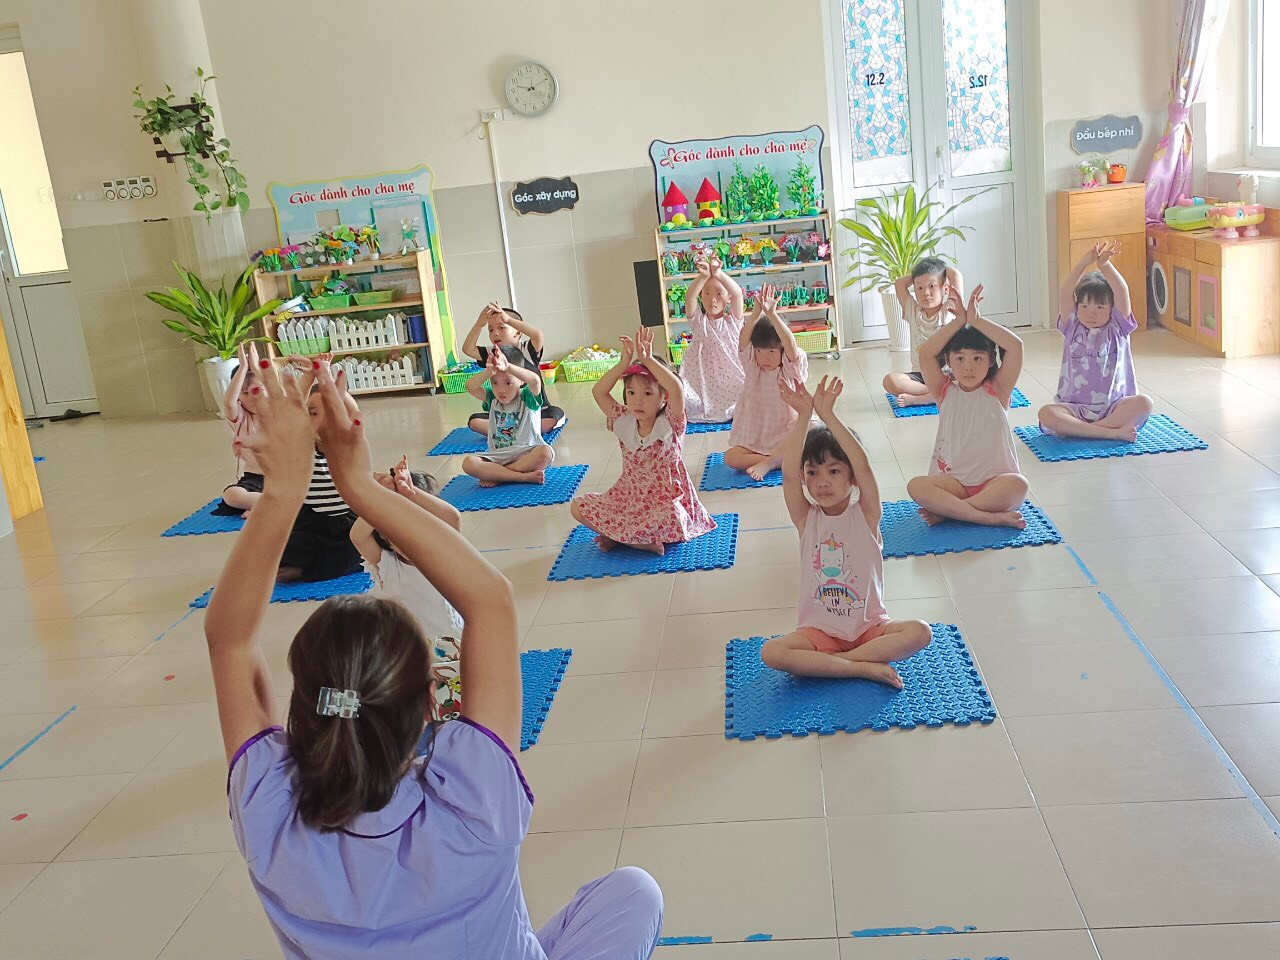 12.2
12.2
Góc dành cho cha mẹ
Đầu bếp nhí
Góc dành cho cha mẹ
Góc xây dựng
BELIEVE
IN
MYSELF